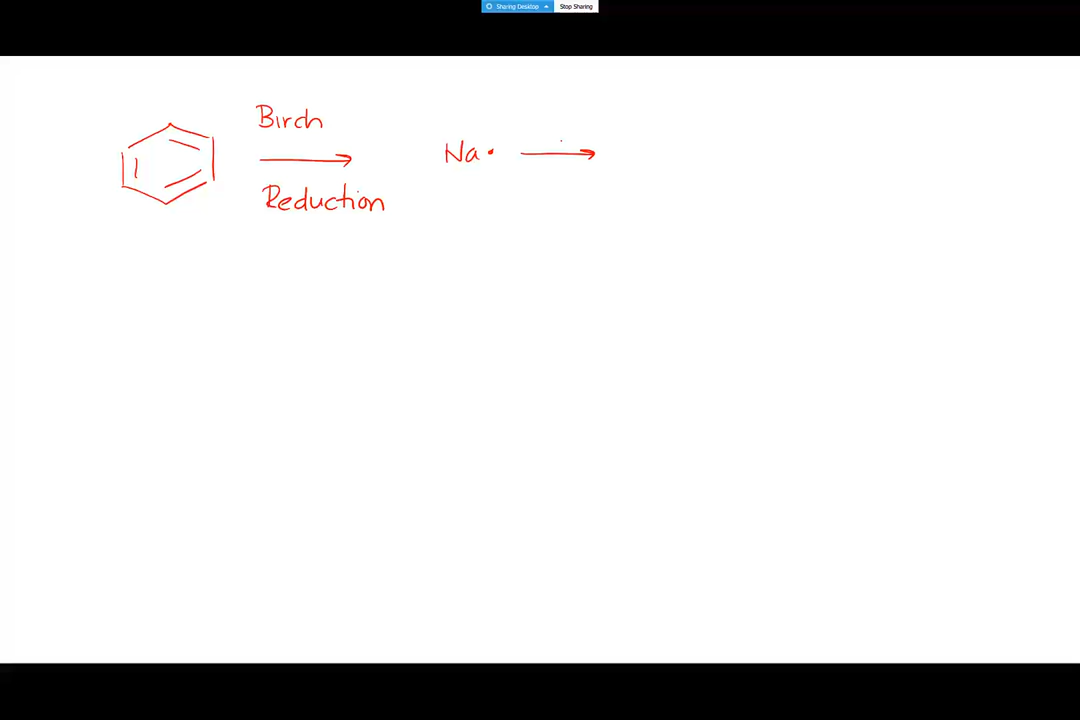 Sharing Desktop
Stop Sharing
Birch
Na•
Reduction